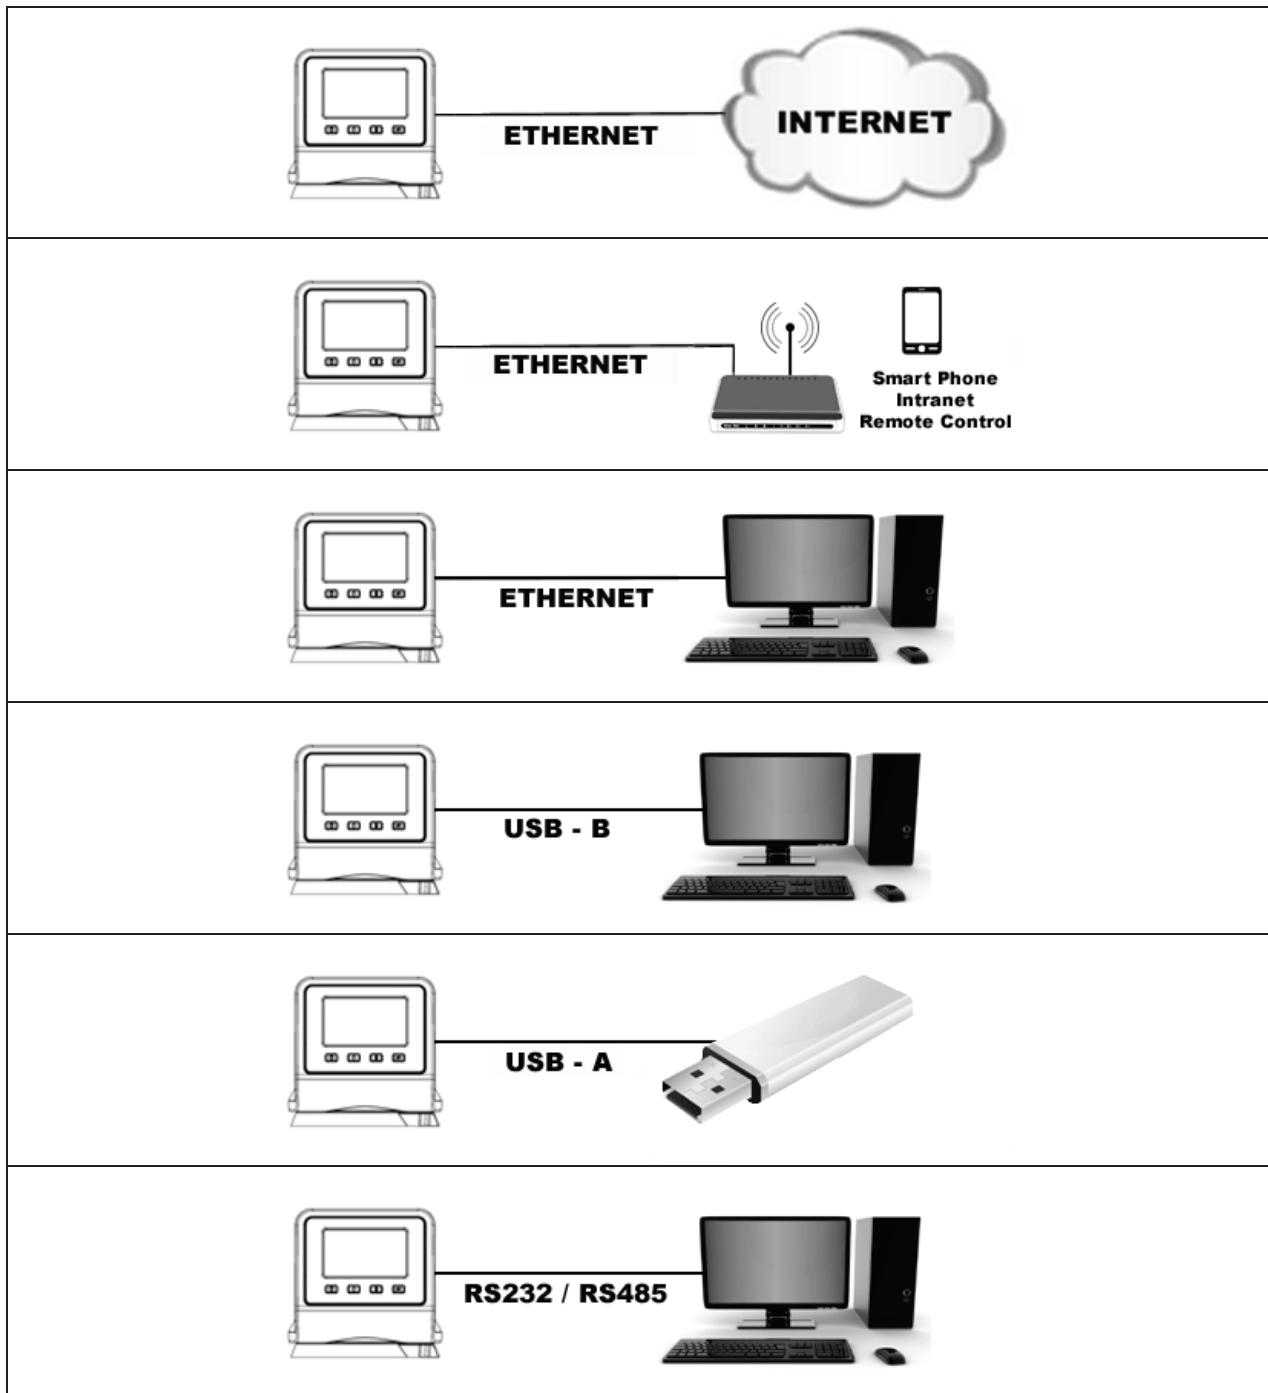 ETHERNET
INTERNET
ETHERNET
Smart Phone
Intranet
Remote Control
ETHERNET
USB - B
USB - A
RS232 / RS485